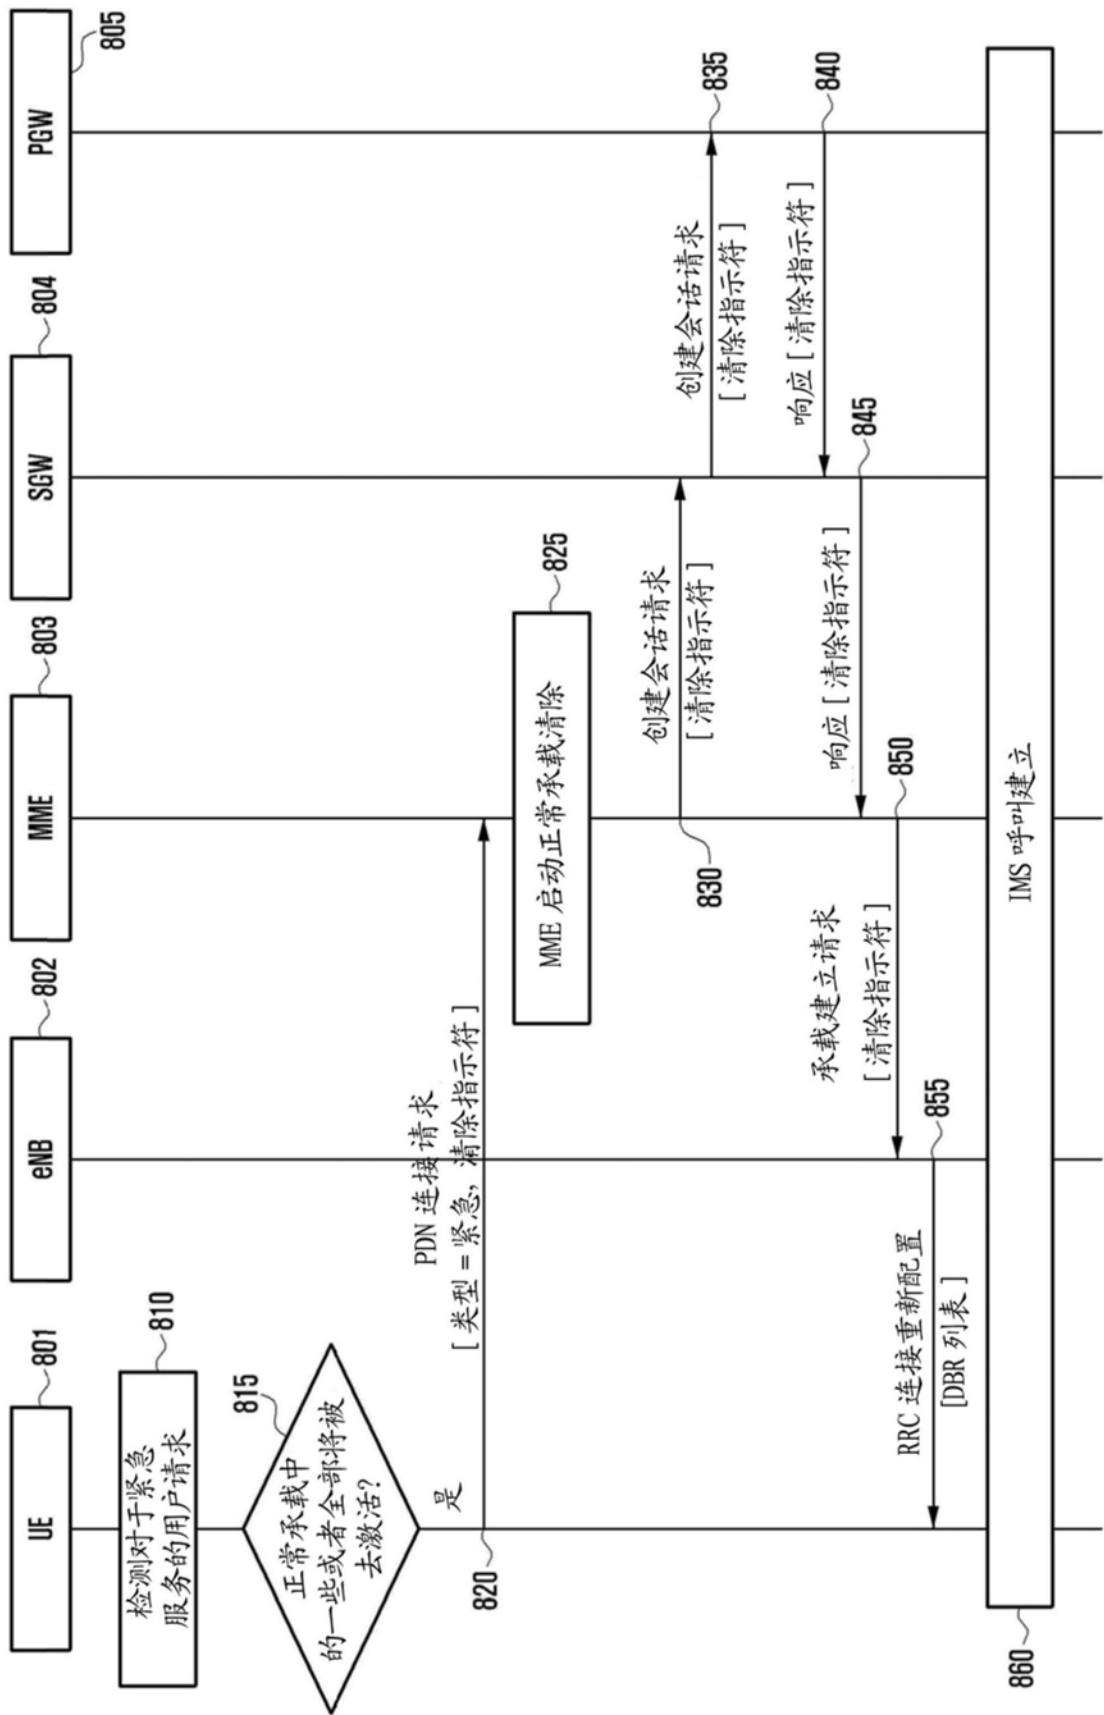 UE
801
eNB
802
MME
803
SGW
804
PGW
805
检测对于紧急
服务的用户请求
810
正常承载中
的一些或者全部将被
去激活?
815
是
820
PDN 连接请求
[ 类型 = 紧急, 清除指示符 ]
MME 启动正常承载清除
825
创建会话请求
[ 清除指示符 ]
830
创建会话请求
[ 清除指示符 ]
835
响应 [ 清除指示符 ]
840
响应 [ 清除指示符 ]
845
承载建立请求
[ 清除指示符 ]
850
RRC 连接重新配置
[DBR 列表 ]
855
IMS 呼叫建立
860